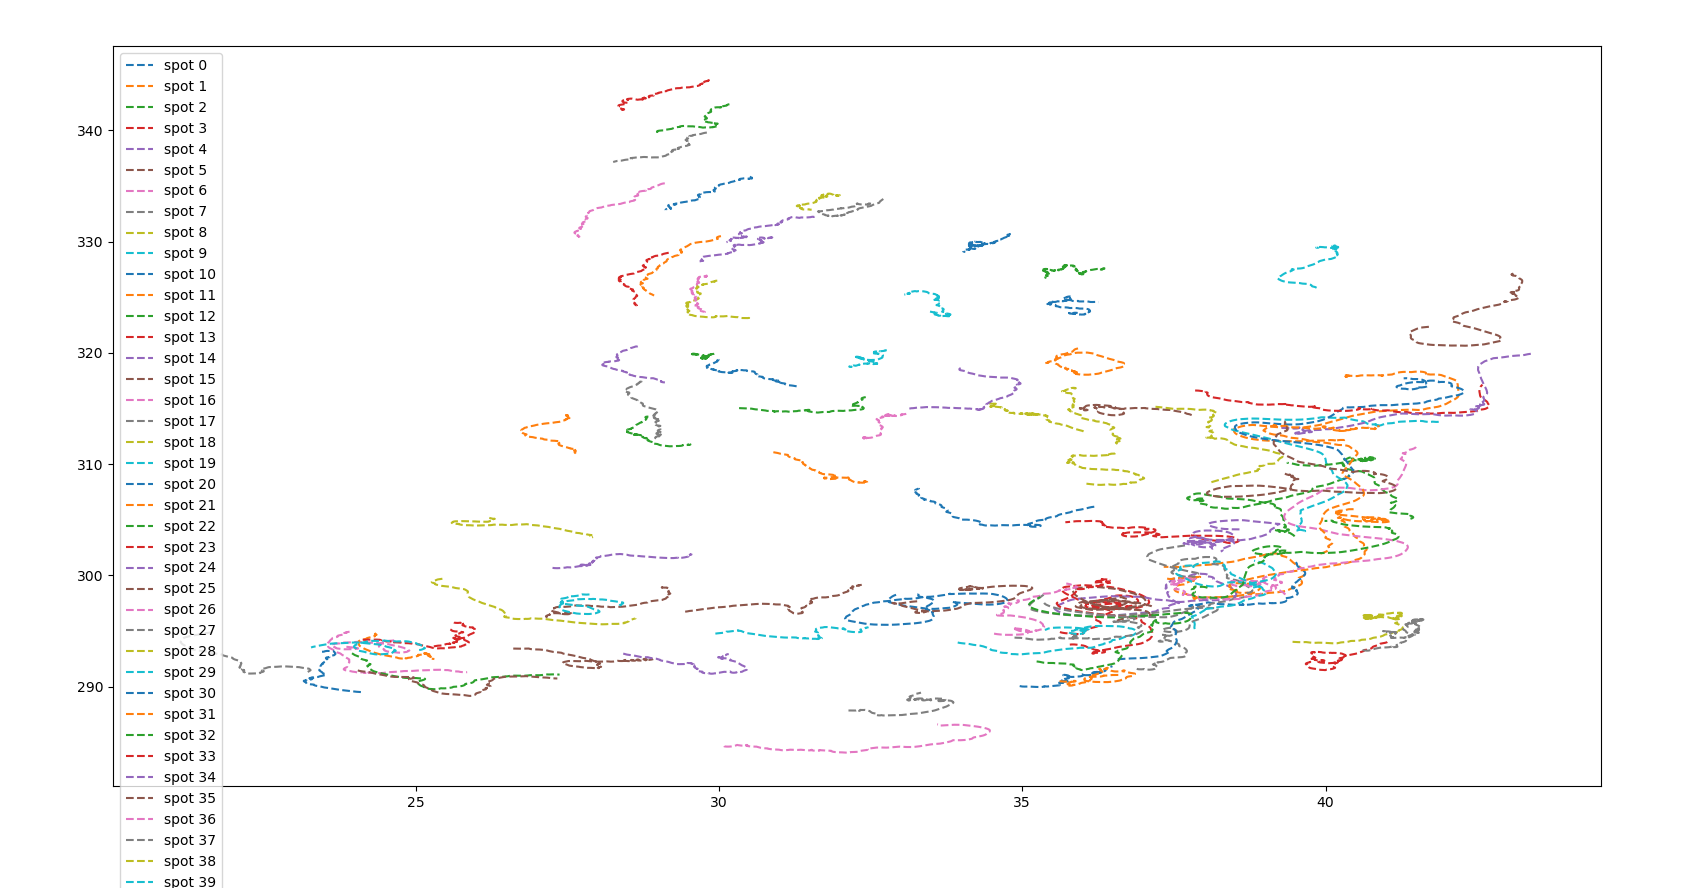 340
330
320
310
300
290
25
30
35
40
spot 0
spot 1
spot 2
spot 3
spot 4
spot 5
spot 6
spot 7
spot 8
spot 9
spot 10
spot 11
spot 12
spot 13
spot 14
spot 15
spot 16
spot 17
spot 18
spot 19
spot 20
spot 21
spot 22
spot 23
spot 24
spot 25
spot 26
spot 27
spot 28
spot 29
spot 30
spot 31
spot 32
spot 33
spot 34
spot 35
spot 36
spot 37
spot 38
spot 39